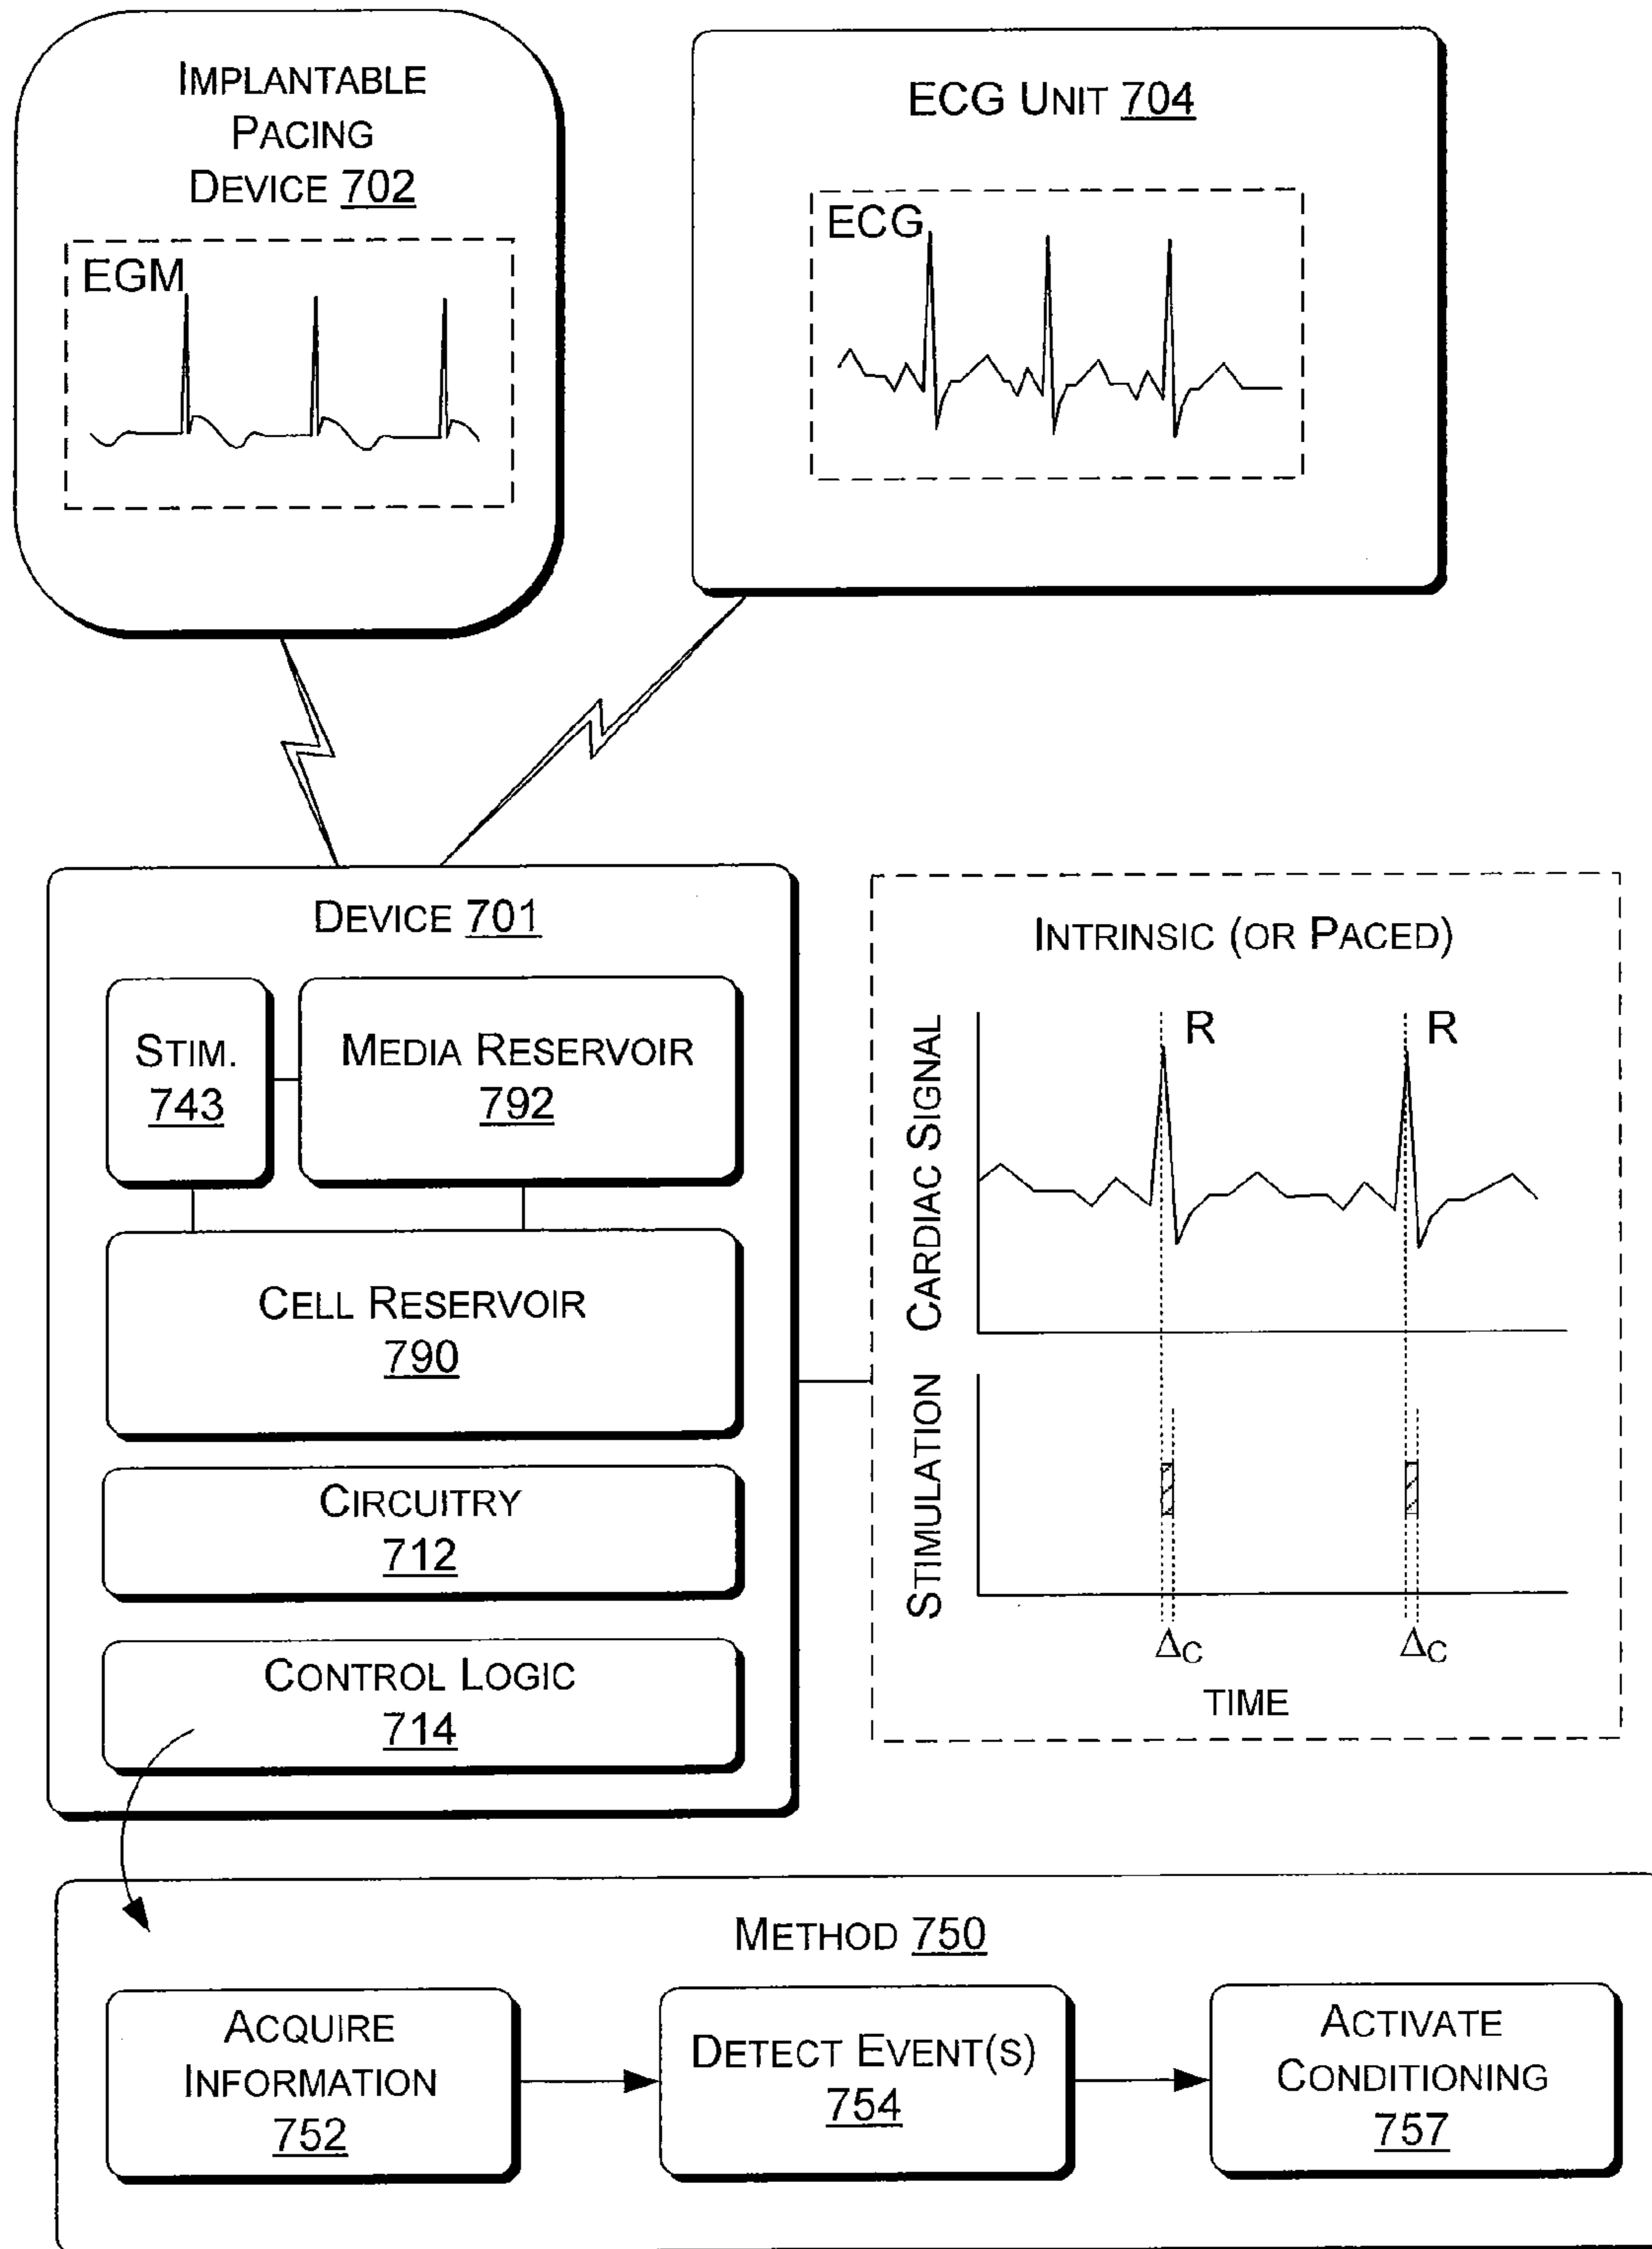 IMPLANTABLE
PACING
DEVICE 702
EGM
ECG UNIT 704
ECG
DEVICE 701
STIM.
743
MEDIA RESERVOIR
792
CELL RESERVOIR
790
CIRCUITRY
712
CONTROL LOGIC
714
INTRINSIC (OR PACED)
CARDIAC SIGNAL
R
R
STIMULATION
ΔC
ΔC
TIME
METHOD 750
ACQUIRE
INFORMATION
752
DETECT EVENT(S)
754
ACTIVATE
CONDITIONING
757